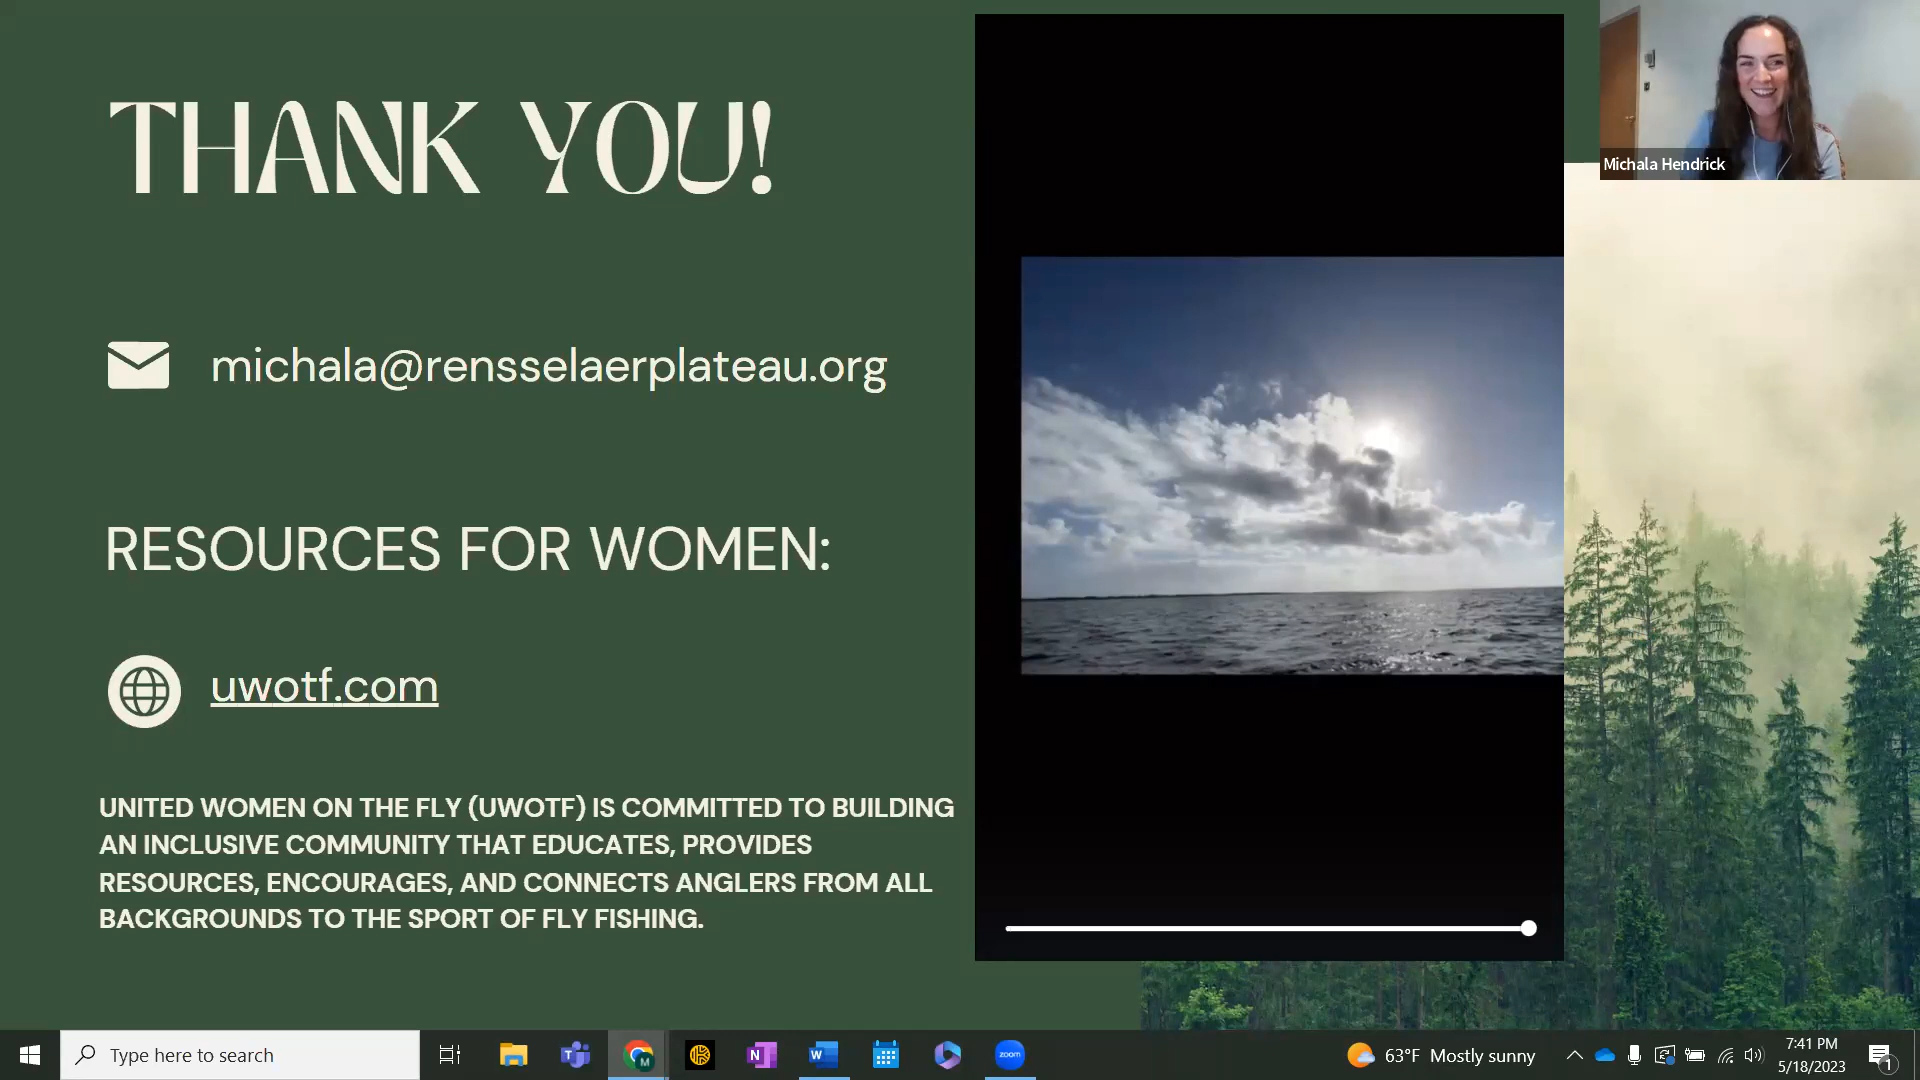 THANK YOU!
michala@rensselaerplateau.org
RESOURCES FOR WOMEN:
uwotf.com
UNITED WOMEN ON THE FLY (UWOTF) IS COMMITTED TO BUILDING
AN INCLUSIVE COMMUNITY THAT EDUCATES, PROVIDES
RESOURCES, ENCOURAGES, AND CONNECTS ANGLERS FROM ALL
BACKGROUNDS TO THE SPORT OF FLY FISHING.
Michala Hendrick
Type here to search
T
M
N
W
zoom
63°F Mostly sunny
7:41 PM
5/18/2023
1